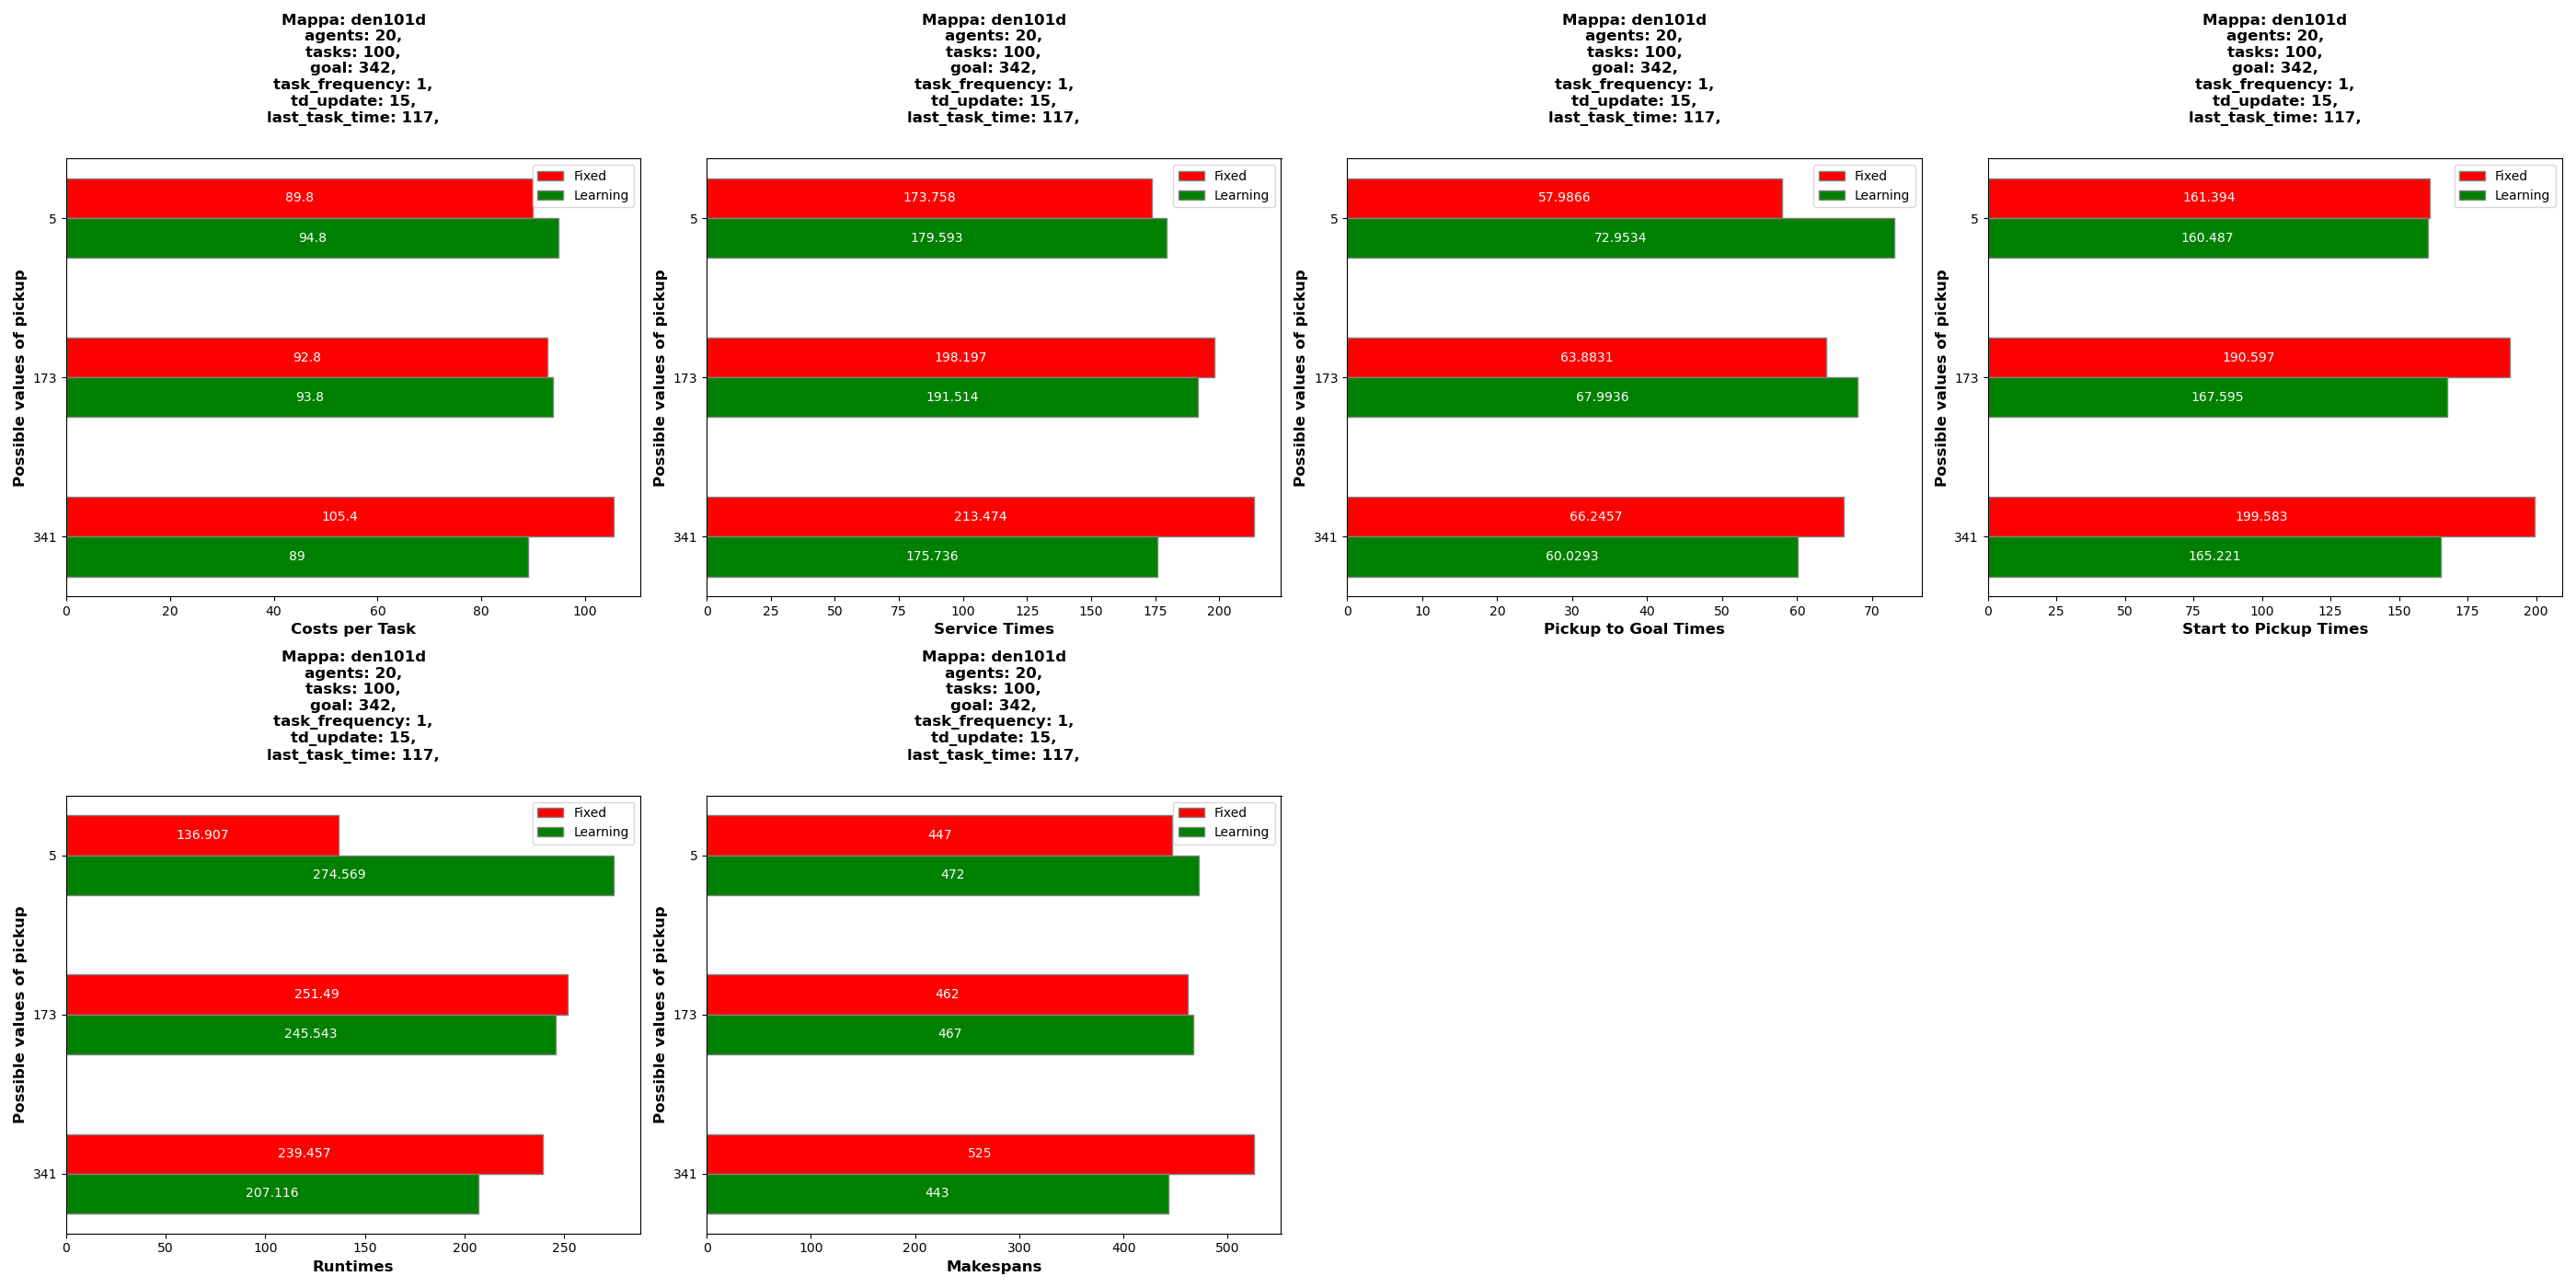 Mappa: den101d
agents: 20,
tasks: 100,
goal: 342,
task_frequency: 1,
td_update: 15,
last_task_time: 117,
Possible values of pickup
Fixed
Learning
5
89.8
94.8
173
92.8
93.8
341
105.4
89
0 20 40 60 80 100
Costs per Task
Mappa: den101d
agents: 20,
tasks: 100,
goal: 342,
task_frequency: 1,
td_update: 15,
last_task_time: 117,
Possible values of pickup
Fixed
Learning
5
173.758
179.593
173
198.197
191.514
341
213.474
175.736
0 25 50 75 100 125 150 175 200
Service Times
Mappa: den101d
agents: 20,
tasks: 100,
goal: 342,
task_frequency: 1,
td_update: 15,
last_task_time: 117,
Possible values of pickup
Fixed
Learning
5
57.9866
72.9534
173
63.8831
67.9936
341
66.2457
60.0293
0 10 20 30 40 50 60 70
Pickup to Goal Times
Mappa: den101d
agents: 20,
tasks: 100,
goal: 342,
task_frequency: 1,
td_update: 15,
last_task_time: 117,
Possible values of pickup
Fixed
Learning
5
161.394
160.487
173
190.597
167.595
341
199.583
165.221
0 25 50 75 100 125 150 175 200
Start to Pickup Times
Mappa: den101d
agents: 20,
tasks: 100,
goal: 342,
task_frequency: 1,
td_update: 15,
last_task_time: 117,
Possible values of pickup
Fixed
Learning
5
136.907
274.569
173
251.49
245.543
341
239.457
207.116
0 50 100 150 200 250
Runtimes
Mappa: den101d
agents: 20,
tasks: 100,
goal: 342,
task_frequency: 1,
td_update: 15,
last_task_time: 117,
Possible values of pickup
Fixed
Learning
5
447
472
173
462
467
341
525
443
0 100 200 300 400 500
Makespans